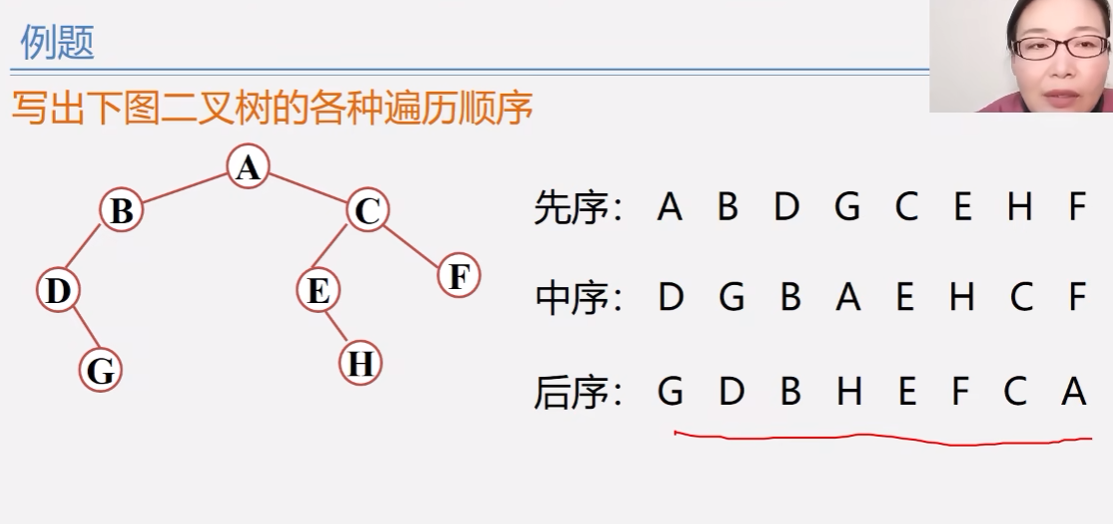 例题
写出下图二叉树的各种遍历顺序
A
B
C
D
E
F
G
H
先序： A B D G C E H F
中序： D G B A E H C F
后序： G D B H E F C A